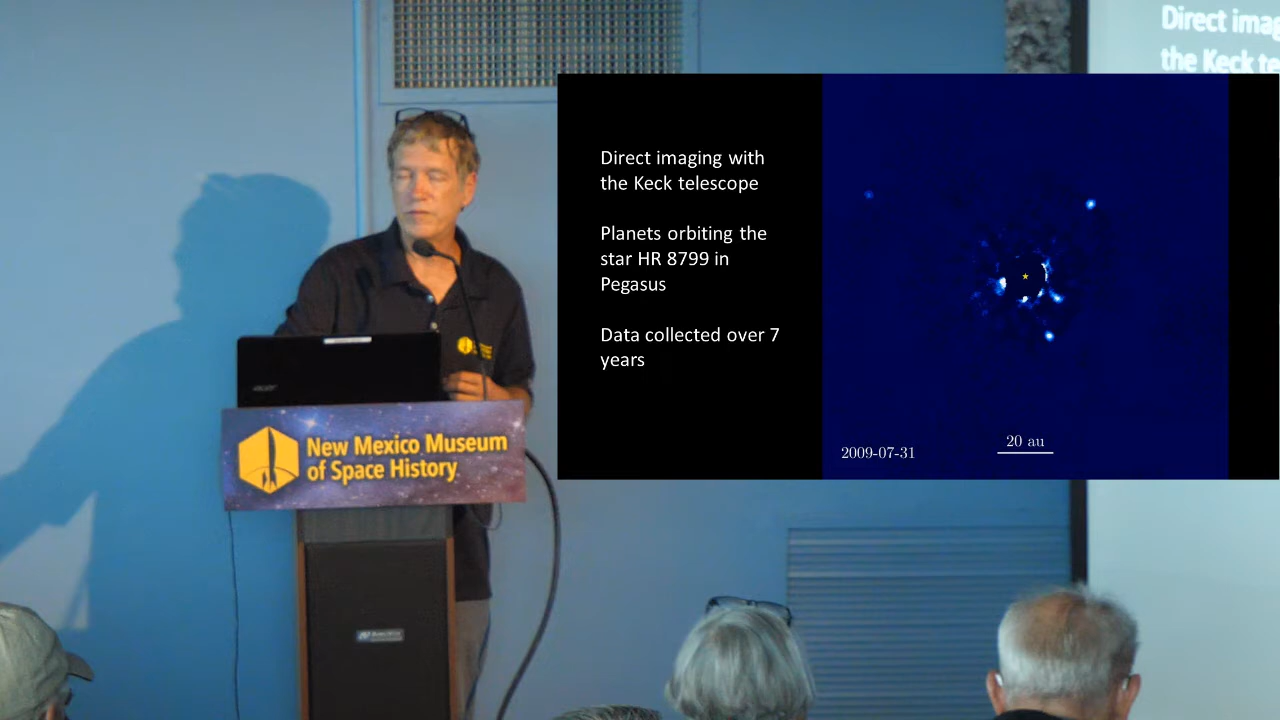 Direct imag
the Keck te
Direct imaging with
the Keck telescope
Planets orbiting the
star HR 8799 in
Pegasus
Data collected over 7
years
20 au
2009-07-31
acer
New Mexico Museum
of Space History